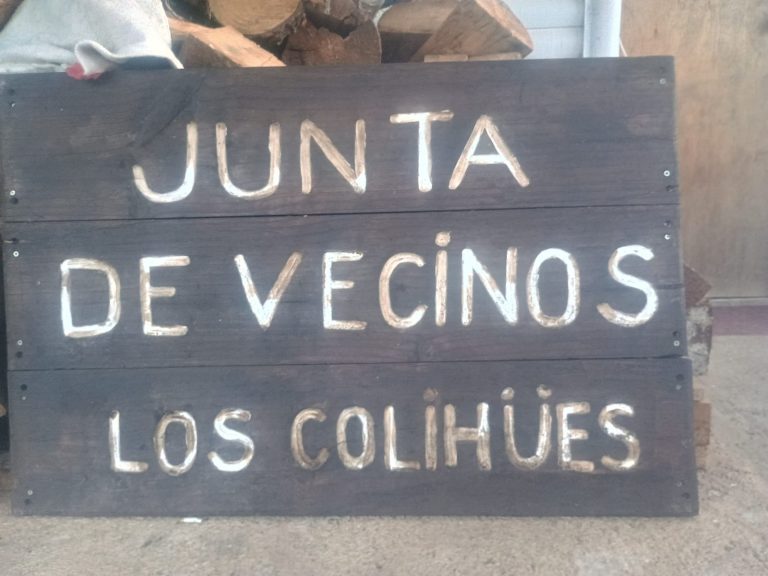 JUNTA
DE VECiNOS
LOS COLiHÜES